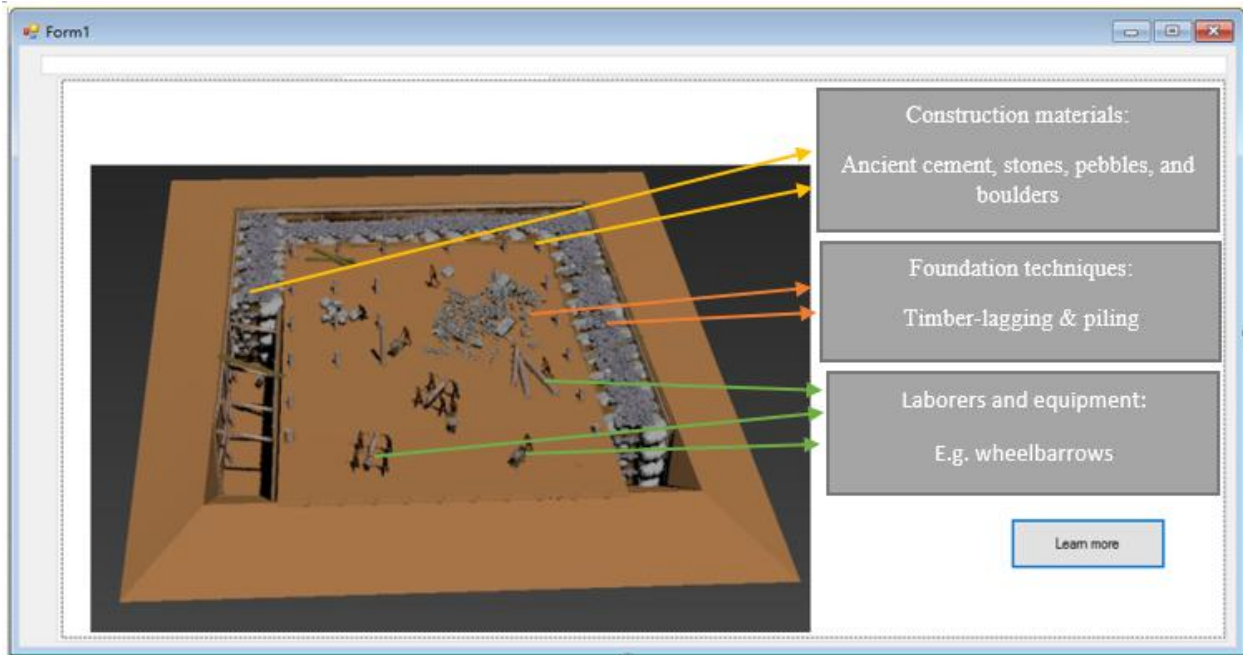 Form1
Construction materials:
Ancient cement, stones, pebbles, and
boulders
Foundation techniques:
Timber-lagging & piling
Laborers and equipment:
E.g. wheelbarrows
Learn more